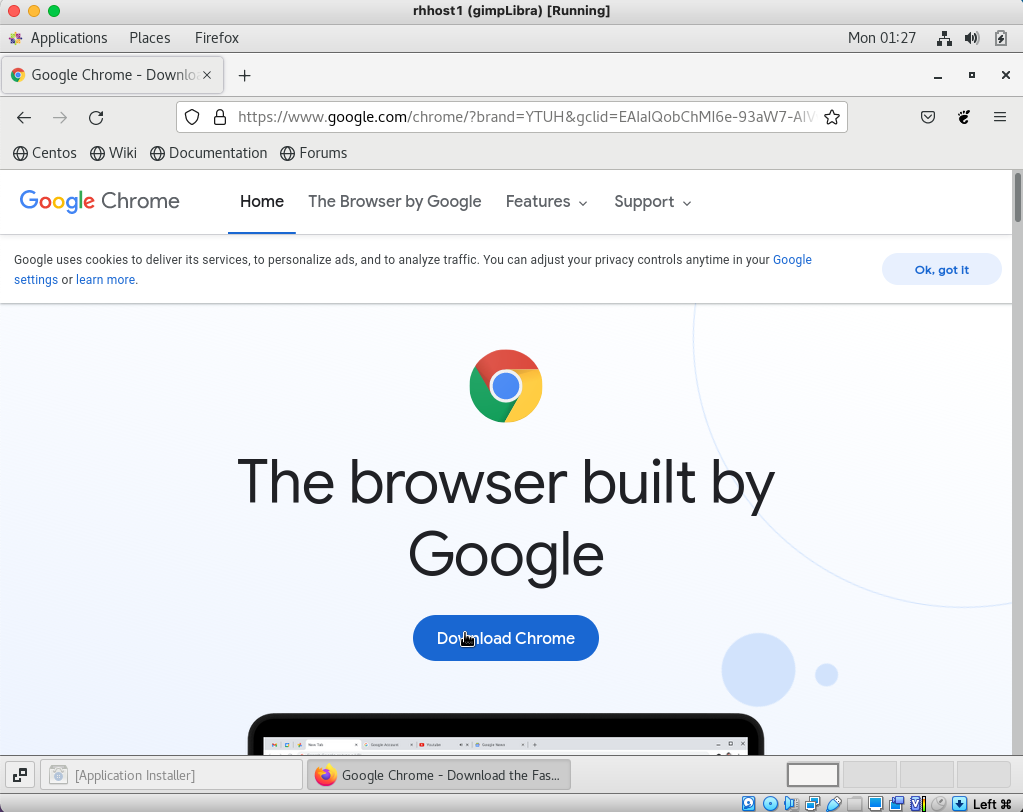 rhhost1 (gimpLibra) [Running]
Applications Places Firefox Mon 01:27
Google Chrome - Downlo
https://www.google.com/chrome/?brand=YTUH&gclid=EAIaIQobChMI6e-93aW7-AIV
Centos Wiki Documentation Forums
Google Chrome Home The Browser by Google Features Support
Google uses cookies to deliver its services, to personalize ads, and to analyze traffic. You can adjust your privacy controls anytime in your Google
settings or learn more.
Ok, got it
The browser built by
Google
Download Chrome
New Tab Google Amazon Youtube Google News
[Application Installer] Google Chrome - Download the Fas...
Left ⌘